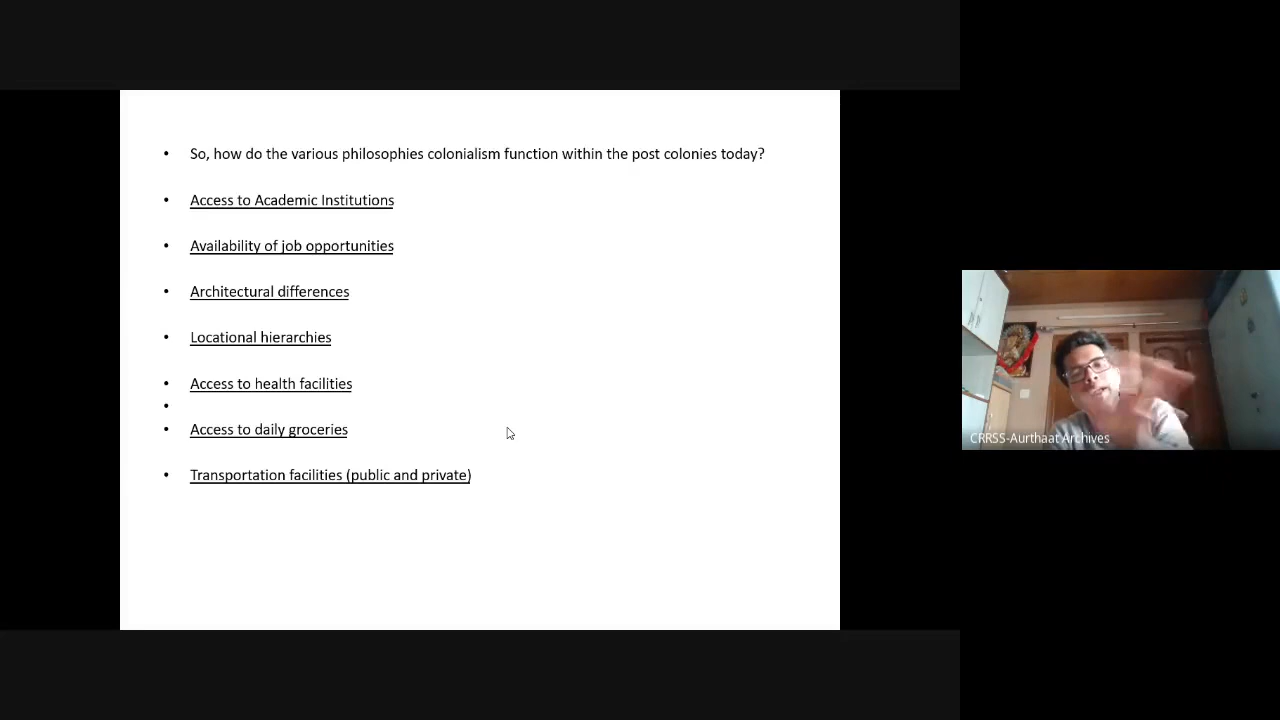 So, how do the various philosophies colonialism function within the post colonies today?
Access to Academic Institutions
Availability of job opportunities
Architectural differences
Locational hierarchies
Access to health facilities
Access to daily groceries
Transportation facilities (public and private)
CRRSS-Aurthaat Archives